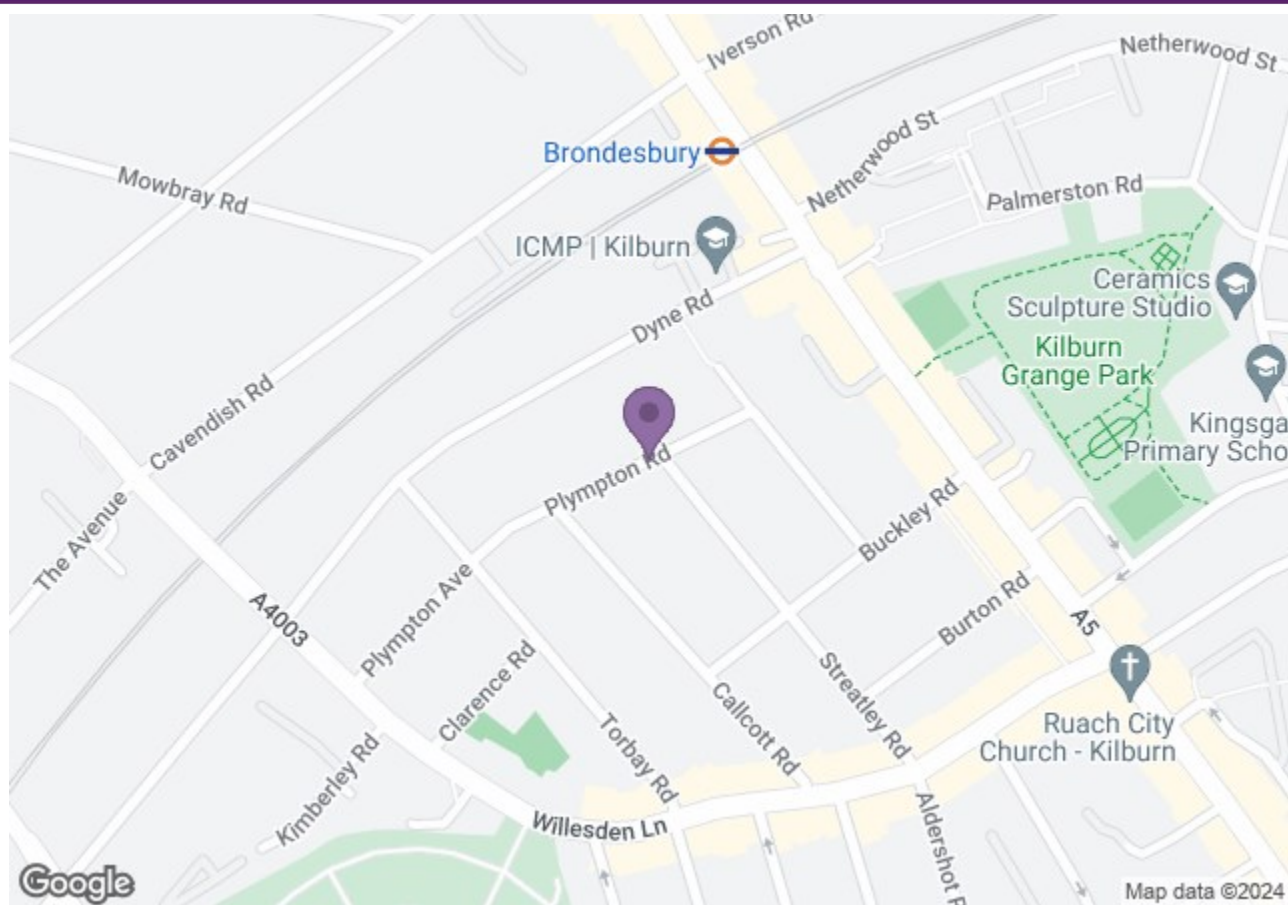 Iverson Rd
Netherwood St
Brondesbury
Netherwood St
Mowbray Rd
Palmerston Rd
ICMP | Kilburn
Ceramics
Sculpture Studio
Dyne Rd
Kilburn
Grange Park
Cavendish Rd
Kingsga
Primary Scho
Plympton Rd
The Avenue
Buckley Rd
A4003
Plympton Ave
Burton Rd
A5
Clarence Rd
Streatley Rd
Callcott Rd
Torbay Rd
Ruach City
Church - Kilburn
Kimberley Rd
Willesden Ln
Aldershot R
Google
Map data ©2024